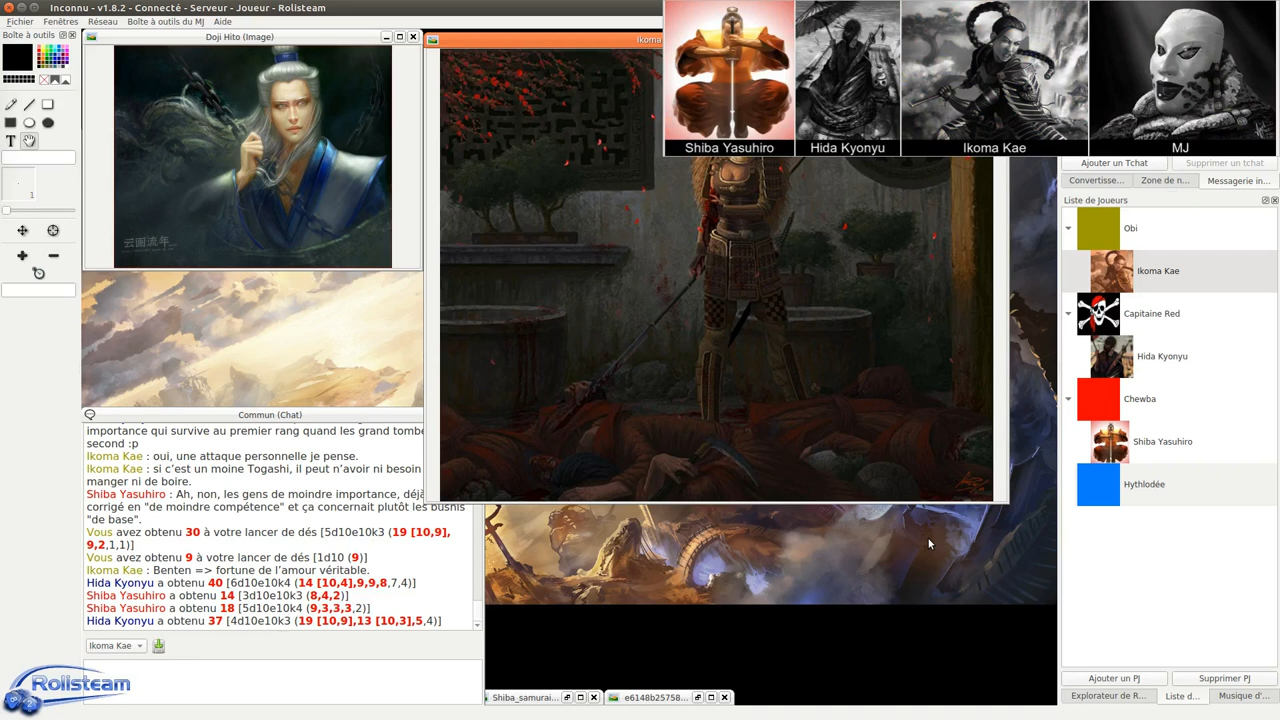 Inconnu - v1.8.2 - Connecté - Serveur - Joueur - Rolisteam
Fichier Fenêtres Réseau Boîte à outils du MJ Aide
Boîte à outils
T
1
Doji Hito (Image)
Ikoma
Shiba Yasuhiro Hida Kyonyu Ikoma Kae MJ
Ajouter un Tchat Supprimer un tchat
Convertisse... Zone de n... Messagerie in...
Liste de Joueurs
Obi
Ikoma Kae
Capitaine Red
Hida Kyonyu
Chewba
Shiba Yasuhiro
Hythlodée
云画流年
Commun (Chat)
importance qui survive au premier rang quand les grand tombe
second :p
Ikoma Kae : oui, une attaque personnelle je pense.
Ikoma Kae : si c’est un moine Togashi, il peut n’avoir ni besoin
manger ni de boire.
Shiba Yasuhiro : Ah, non, les gens de moindre importance, déjà
corrigé en "de moindre compétence" et ça concernait plutôt les bushis
"de base".
Vous avez obtenu 30 à votre lancer de dés [5d10e10k3 (19 [10,9],
9,2,1,1)]
Vous avez obtenu 9 à votre lancer de dés [1d10 (9)]
Ikoma Kae : Benten => fortune de l’amour véritable.
Hida Kyonyu a obtenu 40 [6d10e10k4 (14 [10,4],9,9,8,7,4)]
Shiba Yasuhiro a obtenu 14 [3d10e10k3 (8,4,2)]
Shiba Yasuhiro a obtenu 18 [5d10e10k4 (9,3,3,3,2)]
Hida Kyonyu a obtenu 37 [4d10e10k3 (19 [10,9],13 [10,3],5,4)]
Ikoma Kae
Rolisteam
Shiba_samurai... e6148b25758...
Ajouter un PJ Supprimer PJ
Explorateur de R... Liste d... Musique d'...